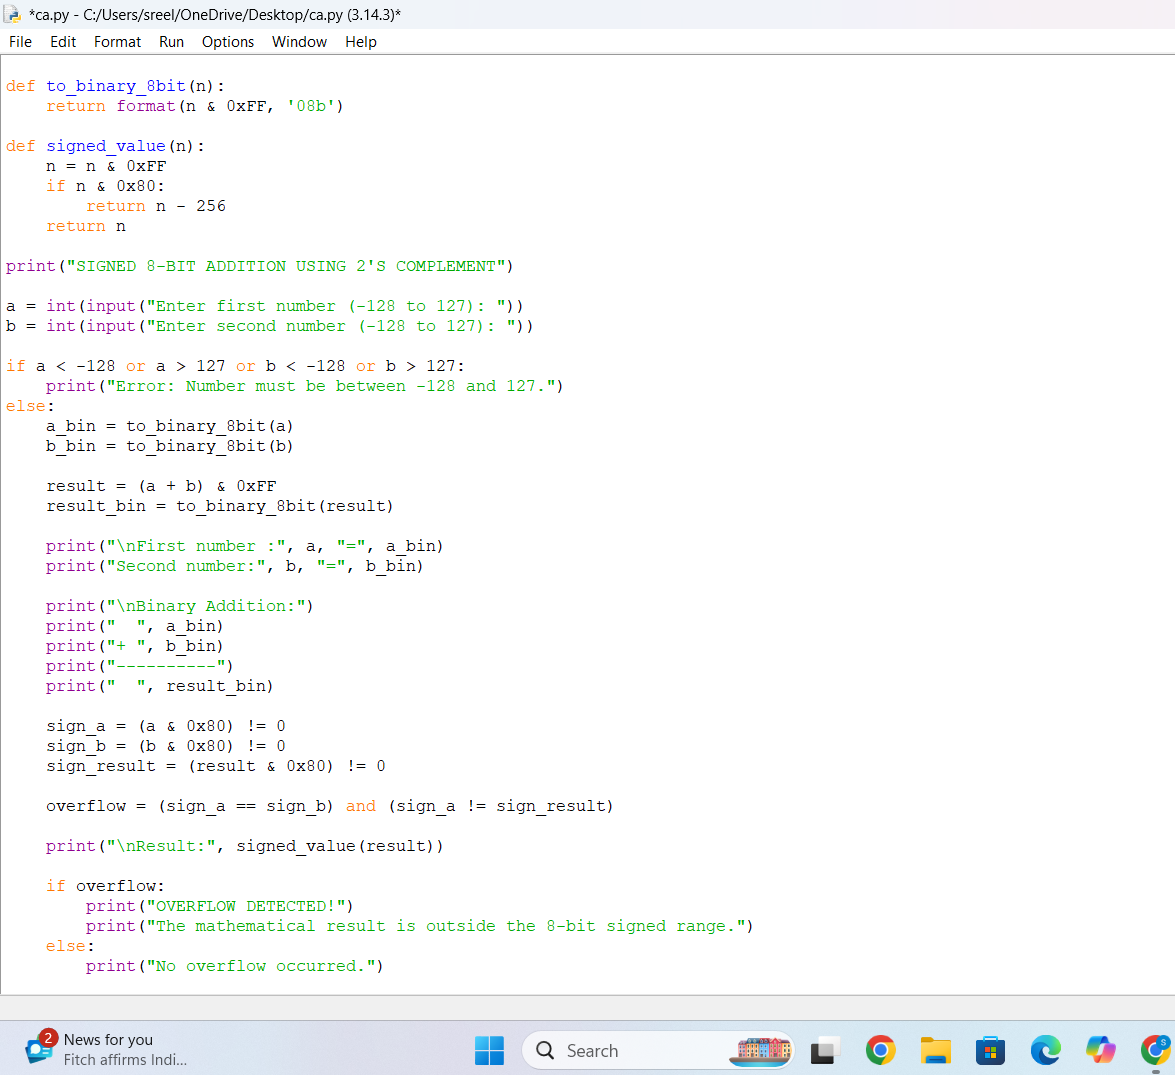 *ca.py - C:/Users/sreel/OneDrive/Desktop/ca.py (3.14.3)*
File Edit Format Run Options Window Help
def to_binary_8bit(n):
    return format(n & 0xFF, '08b')

def signed_value(n):
    n = n & 0xFF
    if n & 0x80:
        return n - 256
    return n

print("SIGNED 8-BIT ADDITION USING 2'S COMPLEMENT")

a = int(input("Enter first number (-128 to 127): "))
b = int(input("Enter second number (-128 to 127): "))

if a < -128 or a > 127 or b < -128 or b > 127:
    print("Error: Number must be between -128 and 127.")
else:
    a_bin = to_binary_8bit(a)
    b_bin = to_binary_8bit(b)

    result = (a + b) & 0xFF
    result_bin = to_binary_8bit(result)

    print("\nFirst number :", a, "=", a_bin)
    print("Second number:", b, "=", b_bin)

    print("\nBinary Addition:")
    print("  ", a_bin)
    print("+ ", b_bin)
    print("----------")
    print("  ", result_bin)

    sign_a = (a & 0x80) != 0
    sign_b = (b & 0x80) != 0
    sign_result = (result & 0x80) != 0

    overflow = (sign_a == sign_b) and (sign_a != sign_result)

    print("\nResult:", signed_value(result))

    if overflow:
        print("OVERFLOW DETECTED!")
        print("The mathematical result is outside the 8-bit signed range.")
    else:
        print("No overflow occurred.")
2
News for you
Fitch affirms Indi...
Search
S